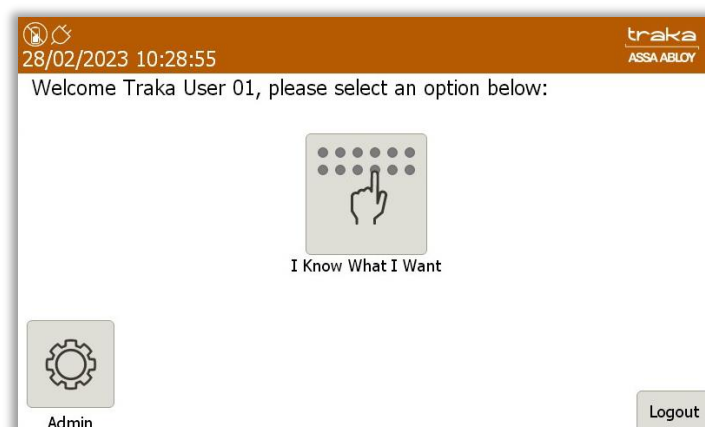 traka
28/02/2023 10:28:55
ASSA ABLOY
Welcome Traka User 01, please select an option below:
I Know What I Want
Admin
Logout